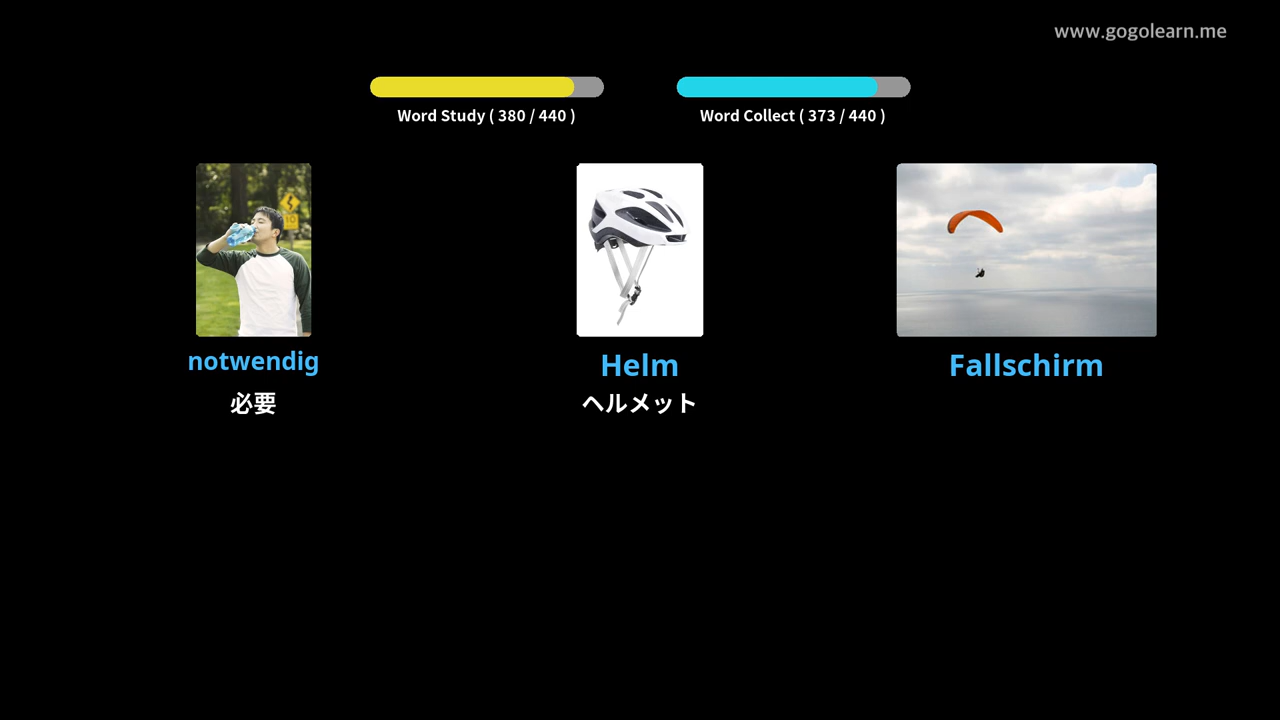 www.gogolearn.me
Word Study ( 380 / 440 )
Word Collect ( 373 / 440 )
notwendig
必要
Helm
ヘルメット
Fallschirm